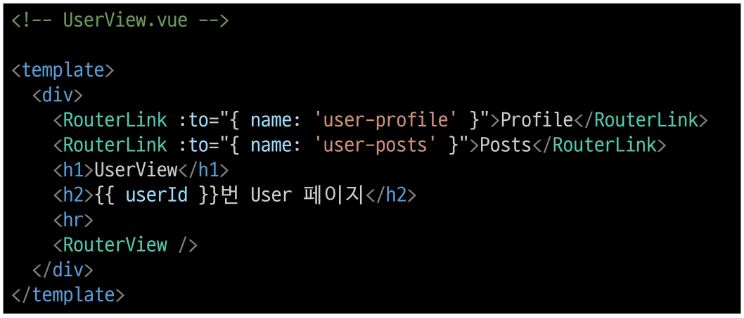 <!-- UserView.vue -->
<template>
<div>
<RouterLink :to="{ name: 'user-profile' }">Profile</RouterLink>
<RouterLink :to="{ name: 'user-posts' }">Posts</RouterLink>
<h1>UserView</h1>
<h2>{{ userId }}번 User 페이지</h2>
<hr>
<RouterView />
</div>
</template>